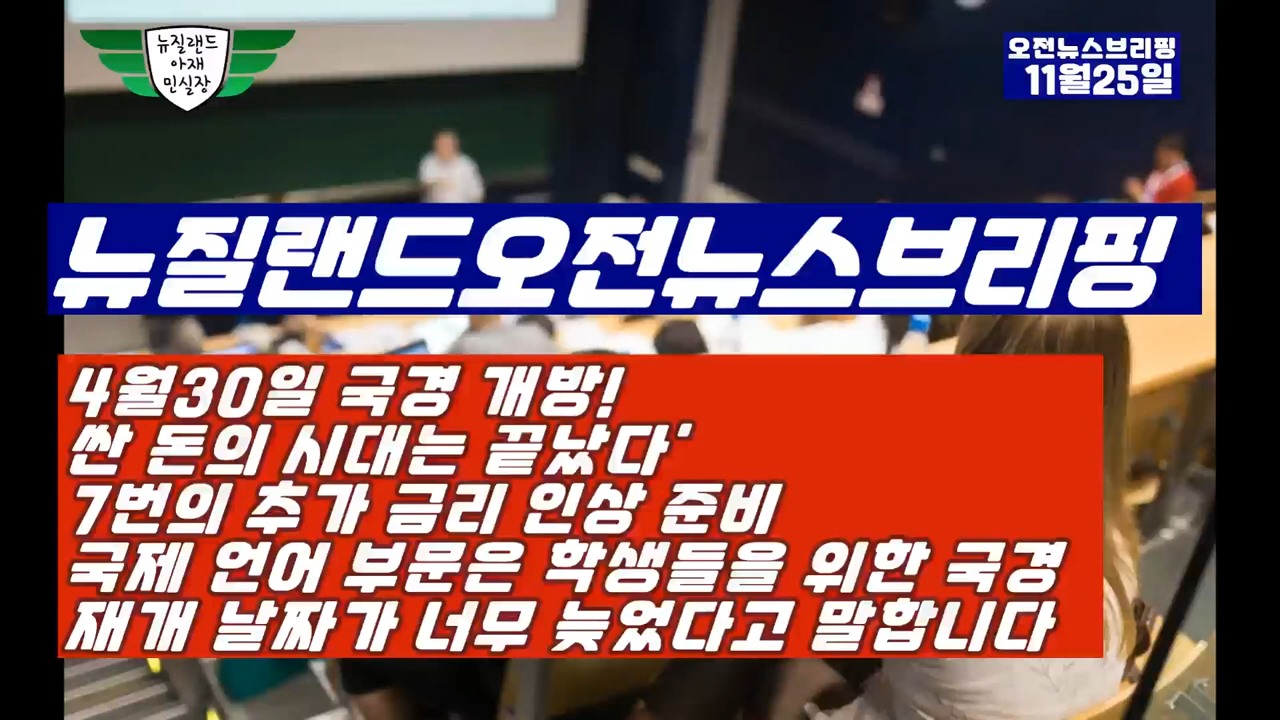 뉴질랜드
아재
민실장
오전뉴스브리핑
11월25일
뉴질랜드오전뉴스브리핑
4월30일 국경 개방!
싼 돈의 시대는 끝났다'
7번의 추가 금리 인상 준비
국제 언어 부문은 학생들을 위한 국경
재개 날짜가 너무 늦었다고 말합니다